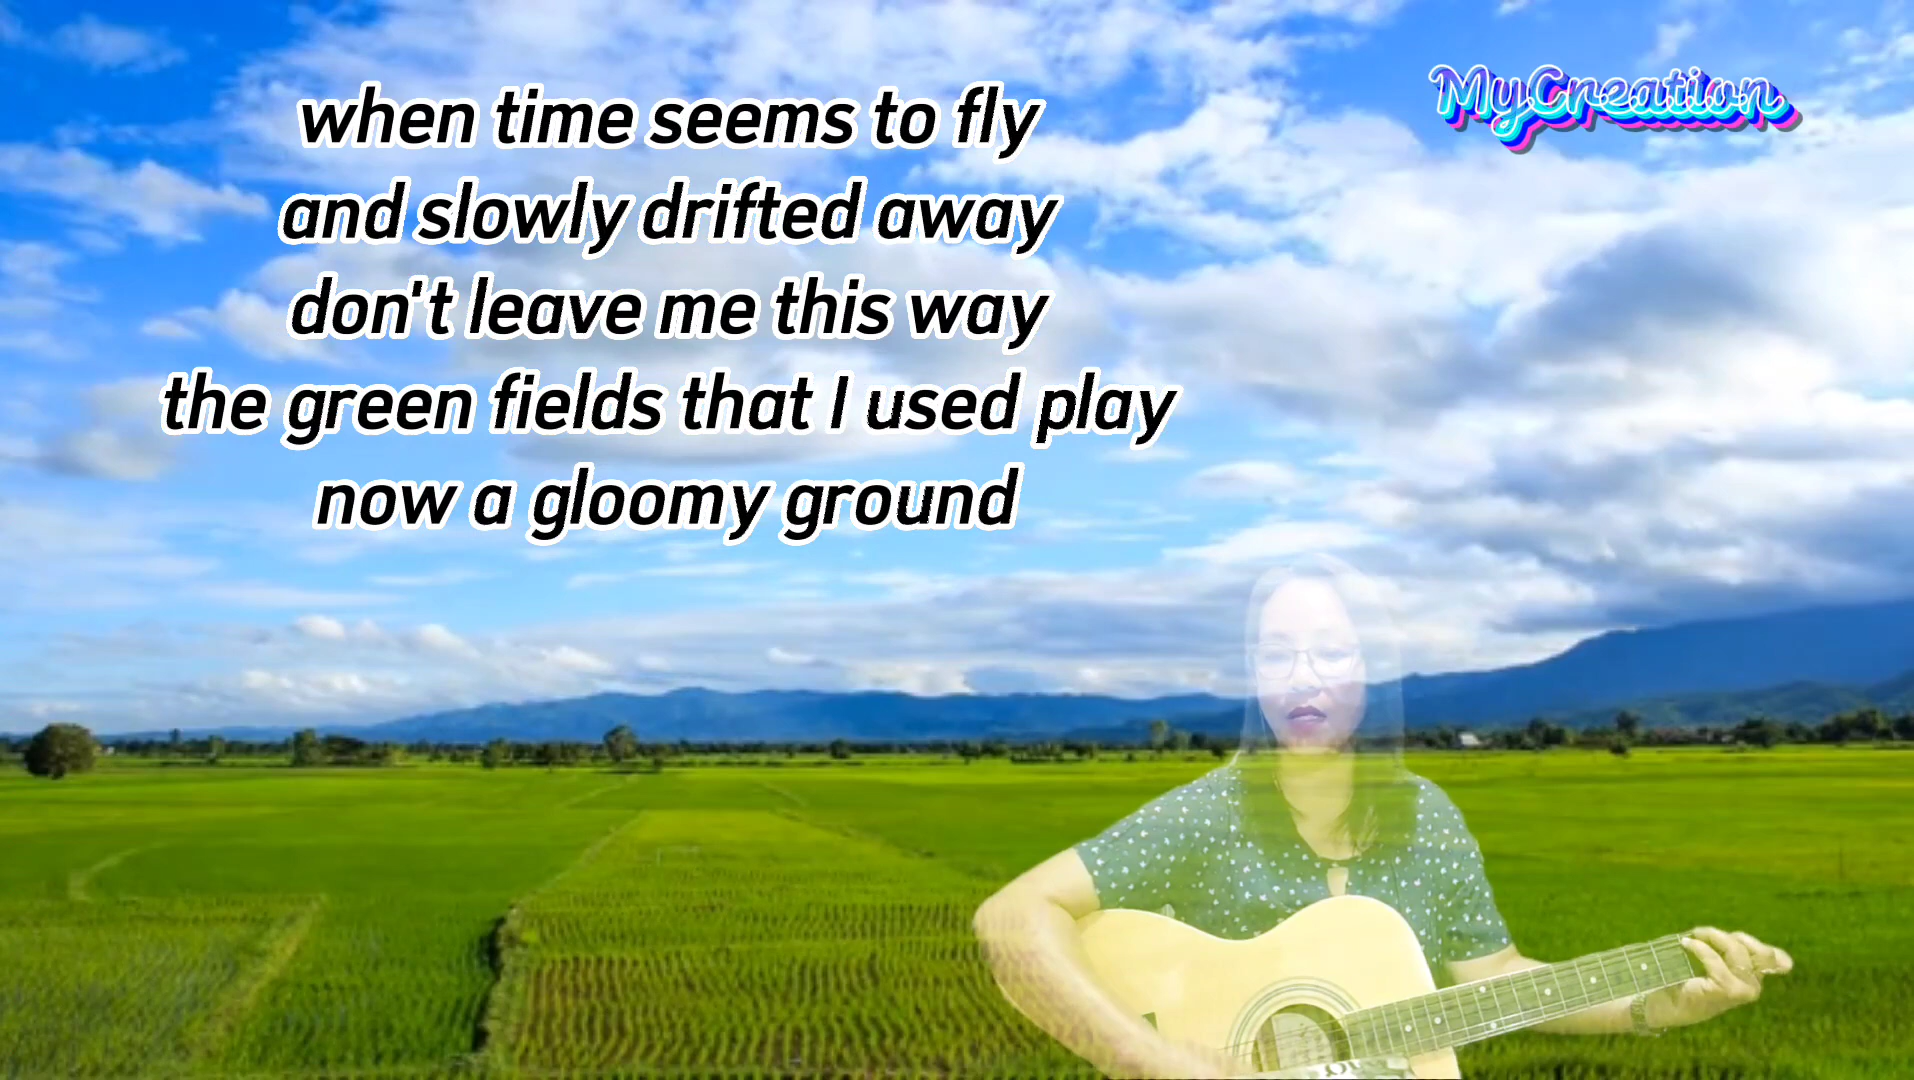 MyCreation
when time seems to fly
and slowly drifted away
don't leave me this way
the green fields that I used play
now a gloomy ground